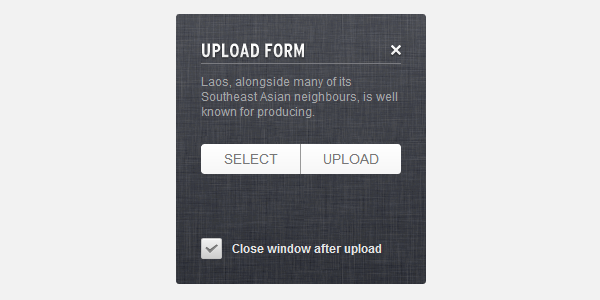 UPLOAD FORM
Laos, alongside many of its
Southeast Asian neighbours, is well
known for producing.
SELECT UPLOAD
Close window after upload